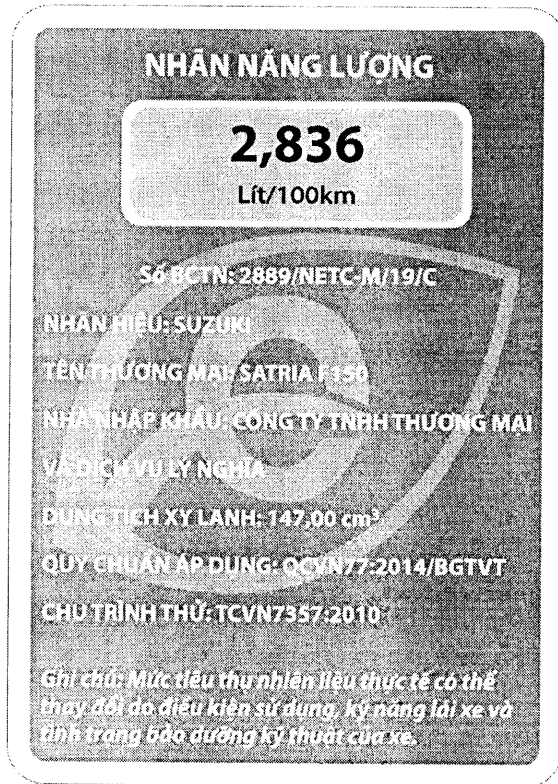 NHÃN NĂNG LƯỢNG
2,836
Lít/100km
Số BCTN: 2889/NETC-M/19/C
NHÃN HIỆU: SUZUKI
TÊN THƯƠNG MẠI: SATRIA F150
NHÀ NHẬP KHẨU: CÔNG TY TNHH THƯƠNG MẠI
VÀ DỊCH VỤ LÝ NGHĨA
DUNG TÍCH XY LANH: 147,00 cm³
QUY CHUẨN ÁP DỤNG: QCVN77:2014/BGTVT
CHU TRÌNH THỬ: TCVN7357:2010
Ghi chú: Mức tiêu thụ nhiên liệu thực tế có thể
thay đổi do điều kiện sử dụng, kỹ năng lái xe và
tình trạng bảo dưỡng kỹ thuật của xe.